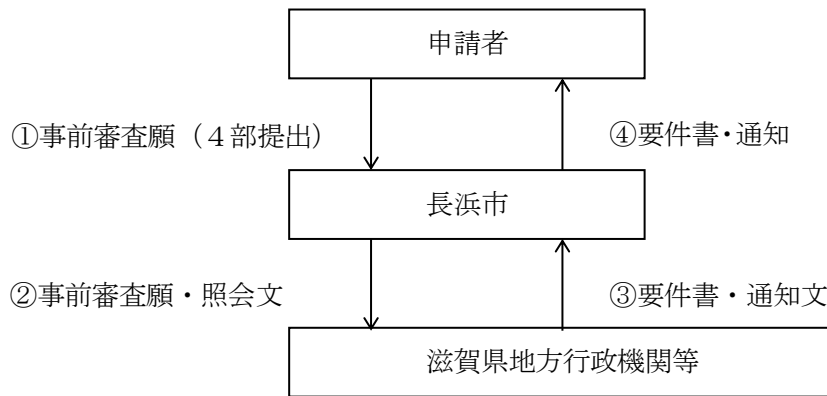 申請者
①事前審査願（４部提出）
④要件書・通知
長浜市
②事前審査願・照会文
③要件書・通知文
滋賀県地方行政機関等